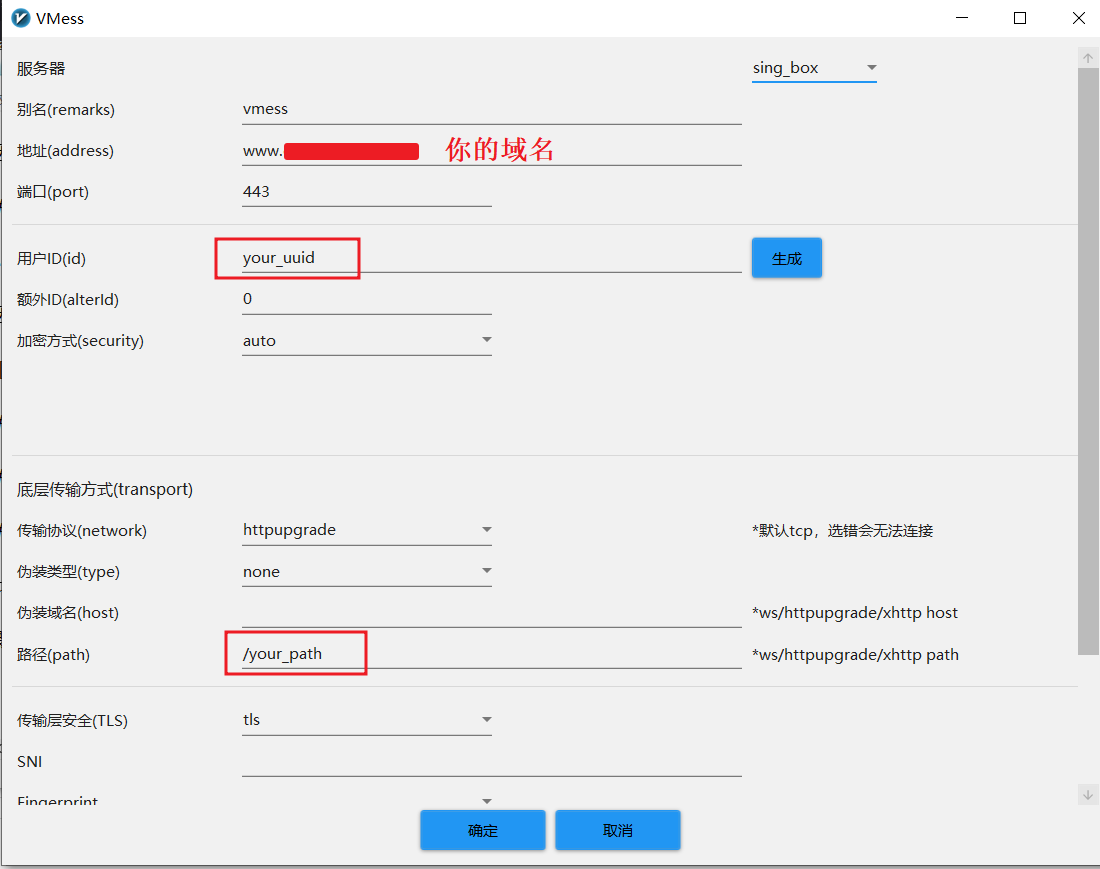 VMess
服务器 sing_box
别名(remarks) vmess
地址(address) www. 你的域名
端口(port) 443
用户ID(id) your_uuid 生成
额外ID(alterId) 0
加密方式(security) auto
底层传输方式(transport)
传输协议(network) httpupgrade *默认tcp，选错会无法连接
伪装类型(type) none
伪装域名(host) *ws/httpupgrade/xhttp host
路径(path) /your_path *ws/httpupgrade/xhttp path
传输层安全(TLS) tls
SNI
Fingerprint
确定 取消